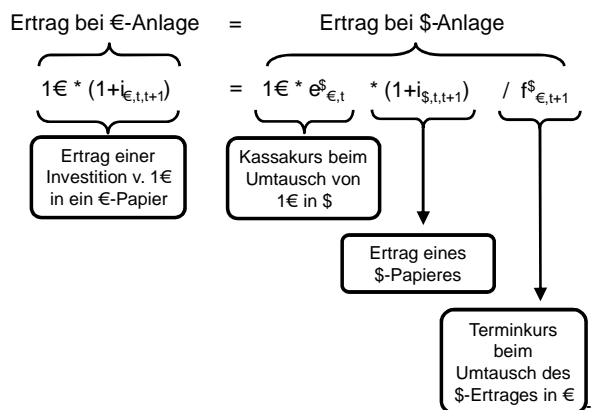 Ertrag bei €-Anlage = Ertrag bei $-Anlage
1€ * (1+i€,t,t+1) = 1€ * e$€,t * (1+i$,t,t+1) / f$€,t+1
Ertrag einer
Investition v. 1€
in ein €-Papier
Kassakurs beim
Umtausch von
1€ in $
Ertrag eines
$-Papieres
Terminkurs
beim
Umtausch des
$-Ertrages in €